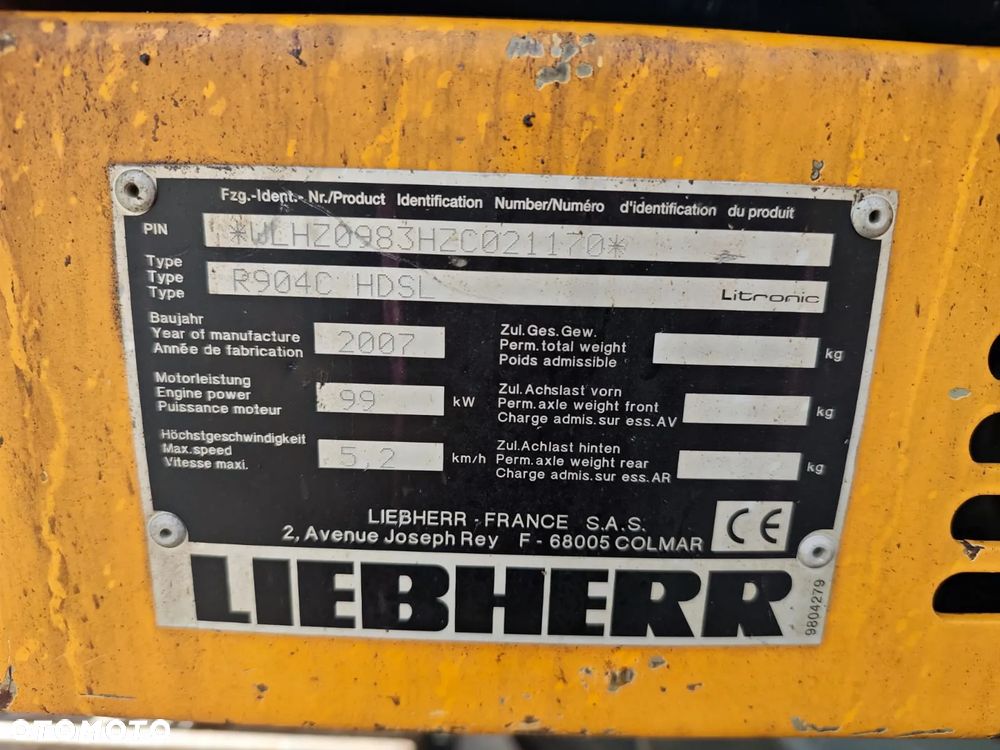 Fzg.-Ident.- Nr./Product Identification Number/Numéro d'identification du produit
PIN *WLHZ0983HZC021170*
Type
Type
Type
R904C HDSL Litronic
Baujahr
Year of manufacture
Année de fabrication
2007
Zul.Ges.Gew.
Perm.total weight
Poids admissible
kg
Motorleistung
Engine power
Puissance moteur
99 kW
Zul.Achslast vorn
Perm.axle weight front
Charge admis.sur ess.AV
kg
Höchstgeschwindigkeit
Max.speed
Vitesse maxi.
5,2 km/h
Zul.Achlast hinten
Perm.axle weight rear
Charge admis.sur ess.AR
kg
LIEBHERR - FRANCE S.A.S.
2, Avenue Joseph Rey F - 68005 COLMAR
CE
LIEBHERR
9804279
OTOMOTO